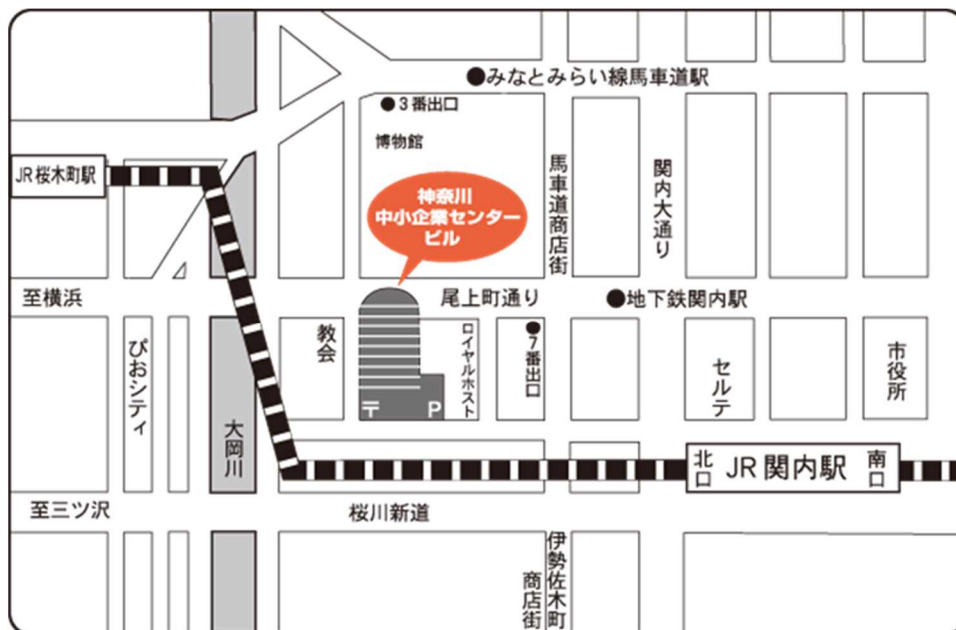 ●みなとみらい線馬車道駅
●3番出口
博物館
JR桜木町駅
馬車道商店街
関内大通り
神奈川
中小企業センター
ビル
至横浜
尾上町通り
●地下鉄関内駅
ぴおシティ
教会
ロイヤルホスト
●7番出口
セルテ
市役所
〒
P
大岡川
北口
JR関内駅
南口
至三ツ沢
桜川新道
伊勢佐木町
商店街